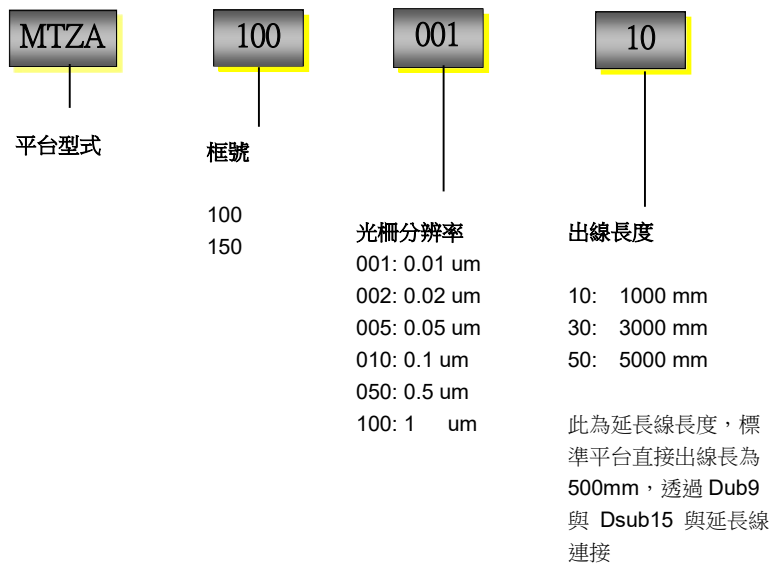 MTZA 100 001 10
平台型式
框號
100
150
光柵分辨率
001: 0.01 um
002: 0.02 um
005: 0.05 um
010: 0.1 um
050: 0.5 um
100: 1 um
出線長度
10: 1000 mm
30: 3000 mm
50: 5000 mm
此為延長線長度，標
準平台直接出線長為
500mm，透過 Dub9
與 Dsub15 與延長線
連接